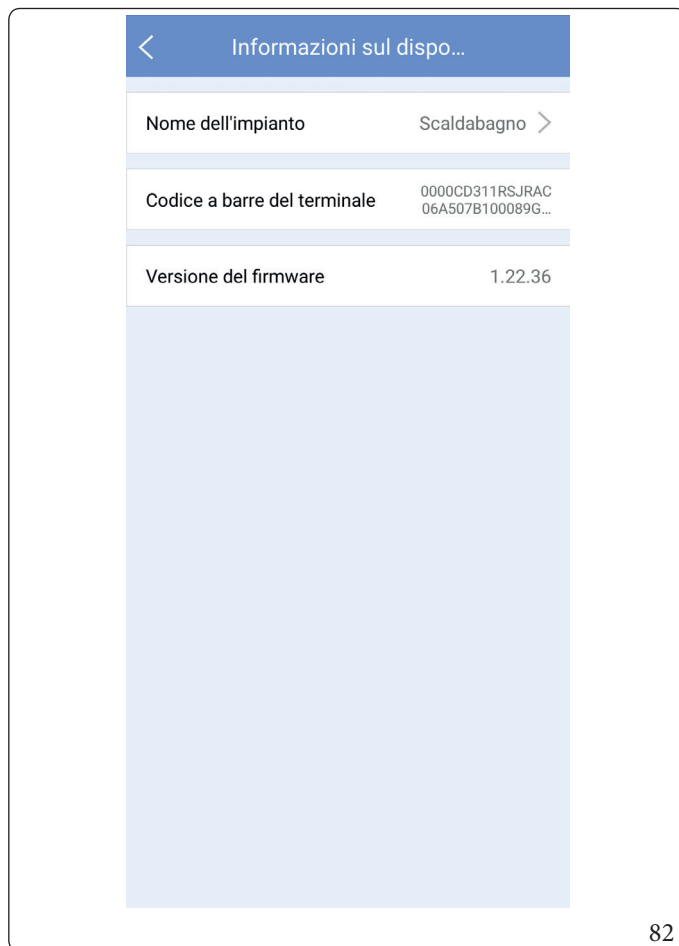 Informazioni sul dispo...
Nome dell'impianto Scaldabagno
Codice a barre del terminale 0000CD311RSJRAC
06A507B100089G...
Versione del firmware 1.22.36
82